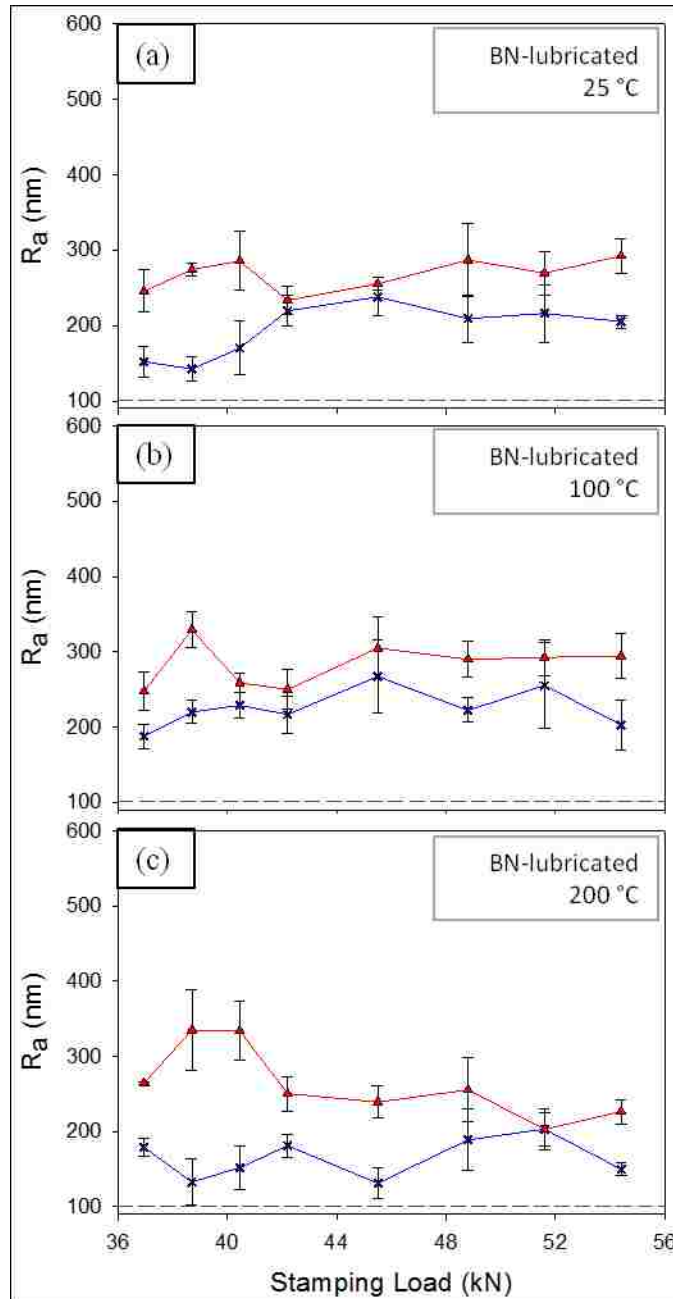 (a)
BN-lubricated
25 °C
600
500
400
300
200
100
Ra (nm)
(b)
BN-lubricated
100 °C
600
500
400
300
200
100
Ra (nm)
(c)
BN-lubricated
200 °C
600
500
400
300
200
100
Ra (nm)
36 40 44 48 52 56
Stamping Load (kN)